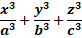 x³/a³ + y³/b³ + z³/c³